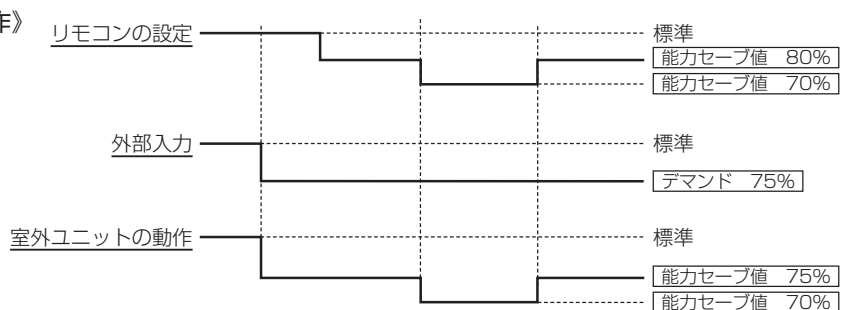 作》
リモコンの設定
標準
能力セーブ値 80%
能力セーブ値 70%
外部入力
標準
デマンド 75%
室外ユニットの動作
標準
能力セーブ値 75%
能力セーブ値 70%